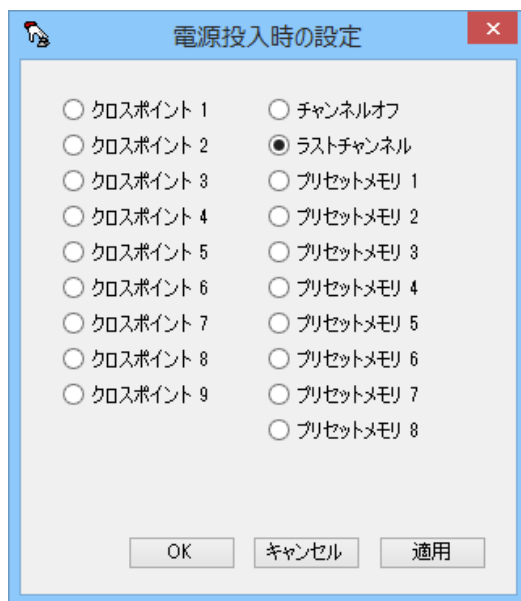 電源投入時の設定
クロスポイント 1
クロスポイント 2
クロスポイント 3
クロスポイント 4
クロスポイント 5
クロスポイント 6
クロスポイント 7
クロスポイント 8
クロスポイント 9
チャンネルオフ
ラストチャンネル
プリセットメモリ 1
プリセットメモリ 2
プリセットメモリ 3
プリセットメモリ 4
プリセットメモリ 5
プリセットメモリ 6
プリセットメモリ 7
プリセットメモリ 8
OK キャンセル 適用